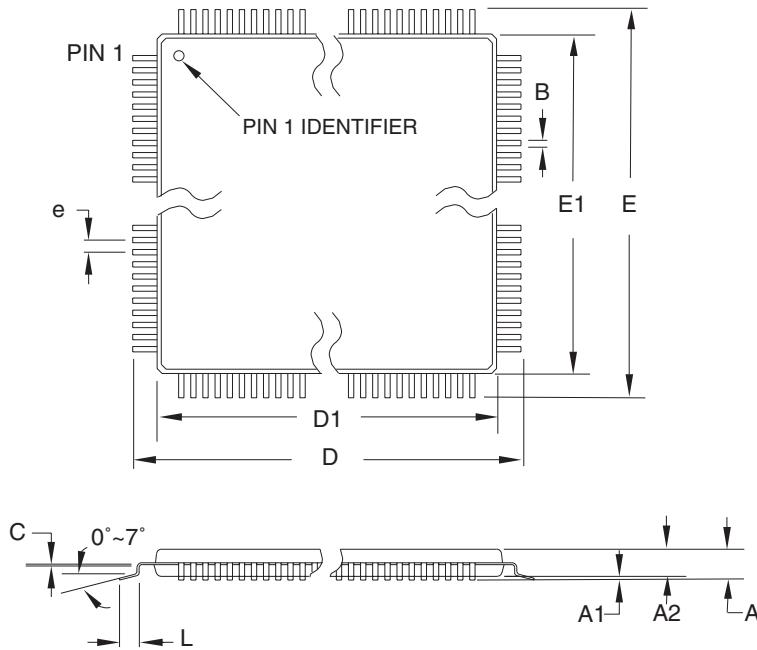 PIN 1
PIN 1 IDENTIFIER
B
e
E1
E
D1
D
C
0°~7°
L
A1
A2
A